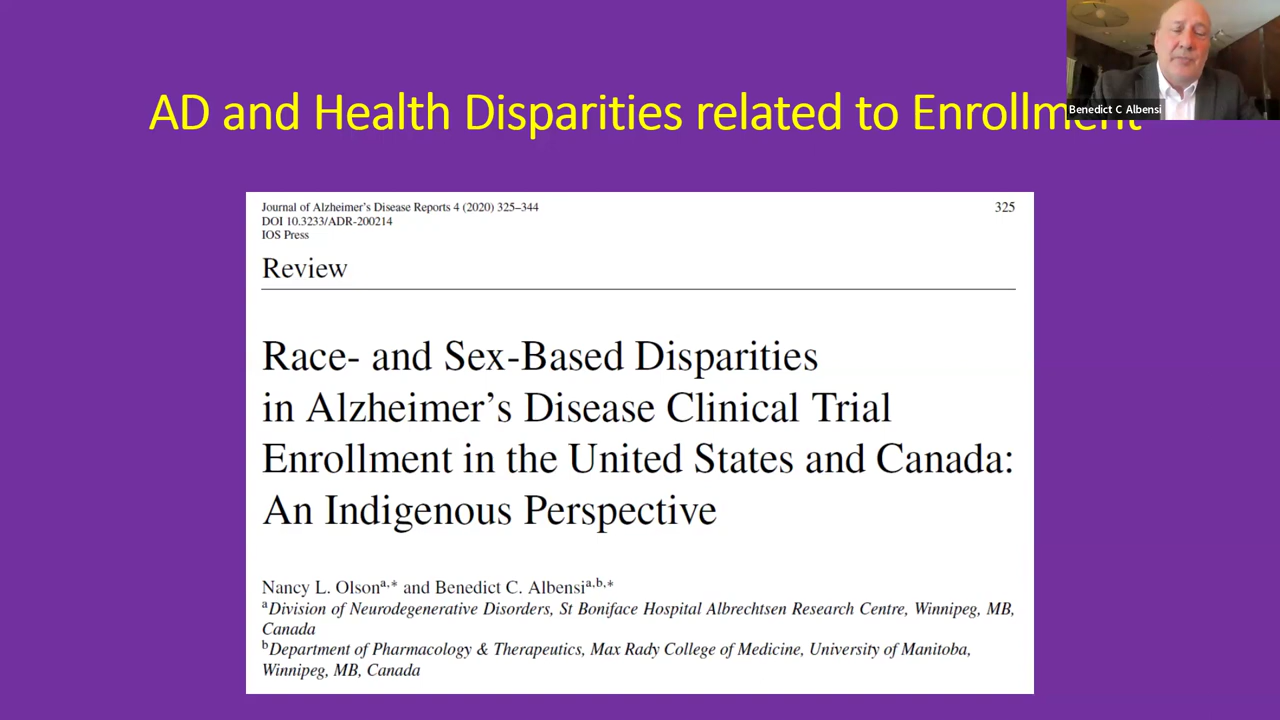 AD and Health Disparities related to Enrollment
Benedict C Albensi
Journal of Alzheimer's Disease Reports 4 (2020) 325–344
325
DOI 10.3233/ADR-200214
IOS Press
Review
Race- and Sex-Based Disparities
in Alzheimer's Disease Clinical Trial
Enrollment in the United States and Canada:
An Indigenous Perspective
Nancy L. Olsonᵃ,* and Benedict C. Albensiᵃ,ᵇ,*
ᵃDivision of Neurodegenerative Disorders, St Boniface Hospital Albrechtsen Research Centre, Winnipeg, MB,
Canada
ᵇDepartment of Pharmacology & Therapeutics, Max Rady College of Medicine, University of Manitoba,
Winnipeg, MB, Canada